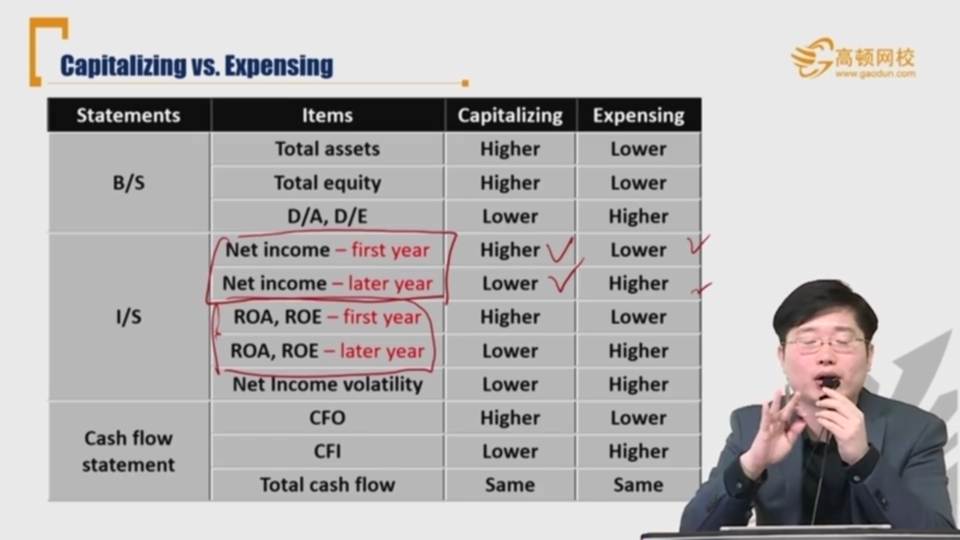 Capitalizing vs. Expensing
高顿网校
www.gaodun.com
Statements Items Capitalizing Expensing
B/S
Total assets Higher Lower
Total equity Higher Lower
D/A, D/E Lower Higher
I/S
Net income – first year Higher Lower
Net income – later year Lower Higher
ROA, ROE – first year Higher Lower
ROA, ROE – later year Lower Higher
Net Income volatility Lower Higher
Cash flow
statement
CFO Higher Lower
CFI Lower Higher
Total cash flow Same Same